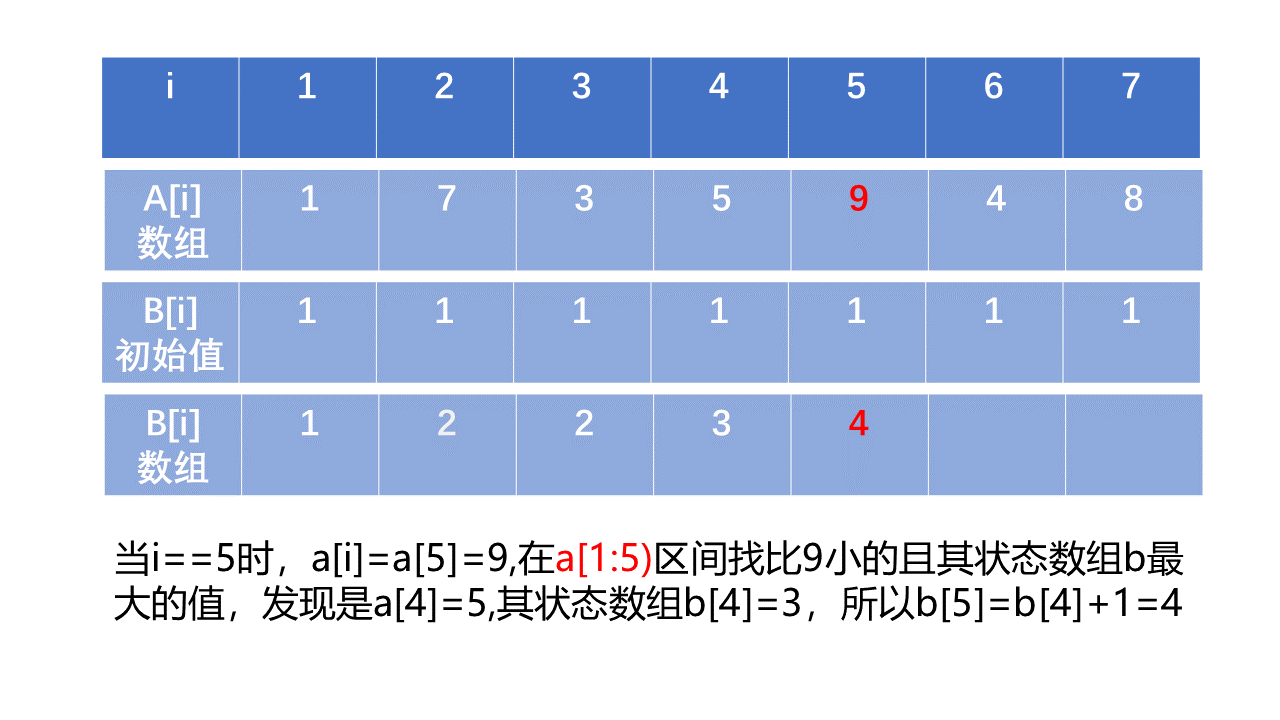 i 1 2 3 4 5 6 7
A[i] 1 7 3 5 9 4 8
数组
B[i] 1 1 1 1 1 1 1
初始值
B[i] 1 2 2 3 4
数组
当i==5时，a[i]=a[5]=9,在a[1:5)区间找比9小的且其状态数组b最
大的值，发现是a[4]=5,其状态数组b[4]=3，所以b[5]=b[4]+1=4